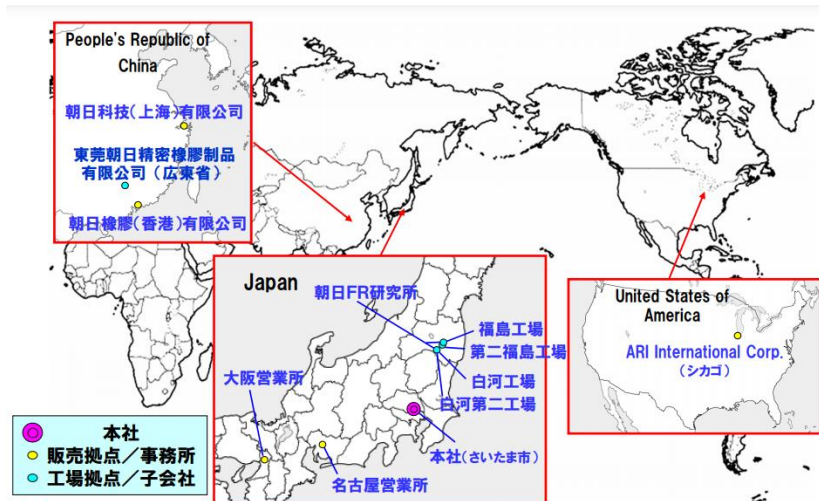 People's Republic of
China
朝日科技(上海)有限公司
東莞朝日精密橡膠制品
有限公司(広東省)
朝日橡膠(香港)有限公司
Japan
朝日FR研究所
福島工場
第二福島工場
白河工場
白河第二工場
大阪営業所
本社(さいたま市)
名古屋営業所
United States of
America
ARI International Corp.
(シカゴ)
本社
販売拠点/事務所
工場拠点/子会社